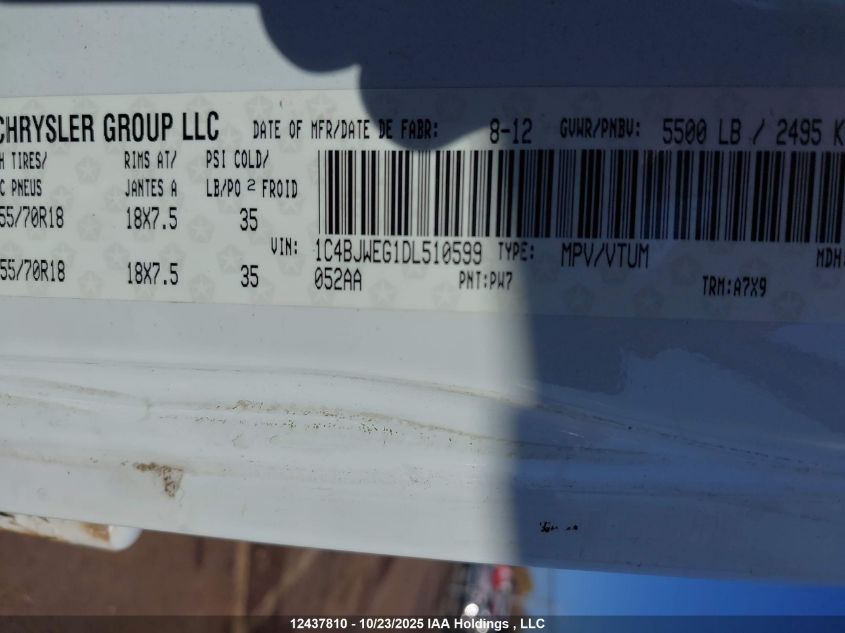 CHRYSLER GROUP LLC DATE OF MFR/DATE DE FABR: 8-12 GVWR/PNBV: 5500 LB / 2495 K
H TIRES/ RIMS AT/ PSI COLD/
C PNEUS JANTES A LB/PO 2 FROID
55/70R18 18X7.5 35
VIN: 1C4BJWEG1DL510599 TYPE: MPV/VTUM MDH:
55/70R18 18X7.5 35 052AA PNT:PW7 TRM:A7X9
12437810 - 10/23/2025 IAA Holdings , LLC